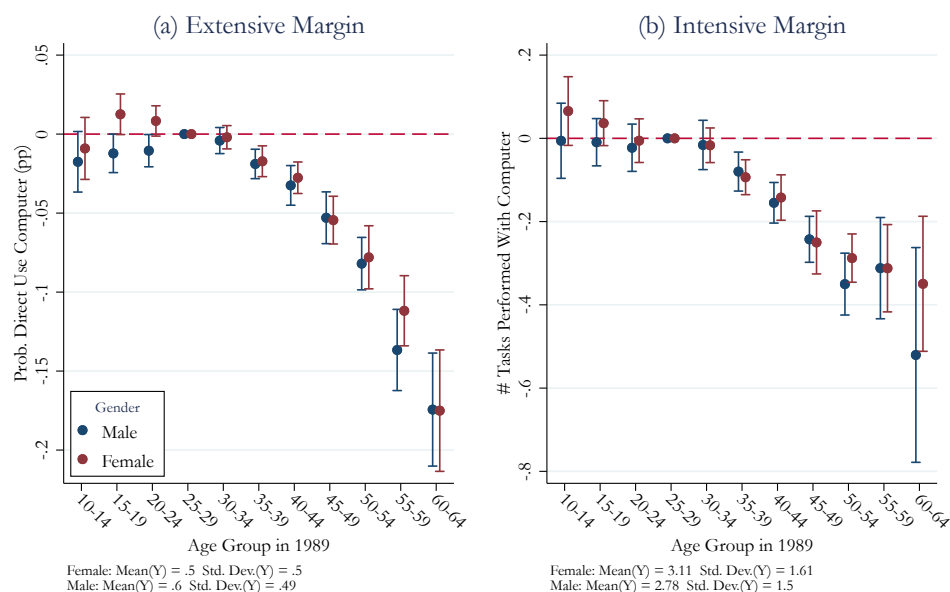 (a) Extensive Margin
Prob. Direct Use Computer (pp)
.05
0
-.05
-.1
-.15
-.2
Gender
Male
Female
10-14
15-19
20-24
25-29
30-34
35-39
40-44
45-49
50-54
55-59
60-64
Age Group in 1989
Female: Mean(Y) = .5 Std. Dev.(Y) = .5
Male: Mean(Y) = .6 Std. Dev.(Y) = .49
(b) Intensive Margin
# Tasks Performed With Computer
.2
0
-.2
-.4
-.6
-.8
10-14
15-19
20-24
25-29
30-34
35-39
40-44
45-49
50-54
55-59
60-64
Age Group in 1989
Female: Mean(Y) = 3.11 Std. Dev.(Y) = 1.61
Male: Mean(Y) = 2.78 Std. Dev.(Y) = 1.5